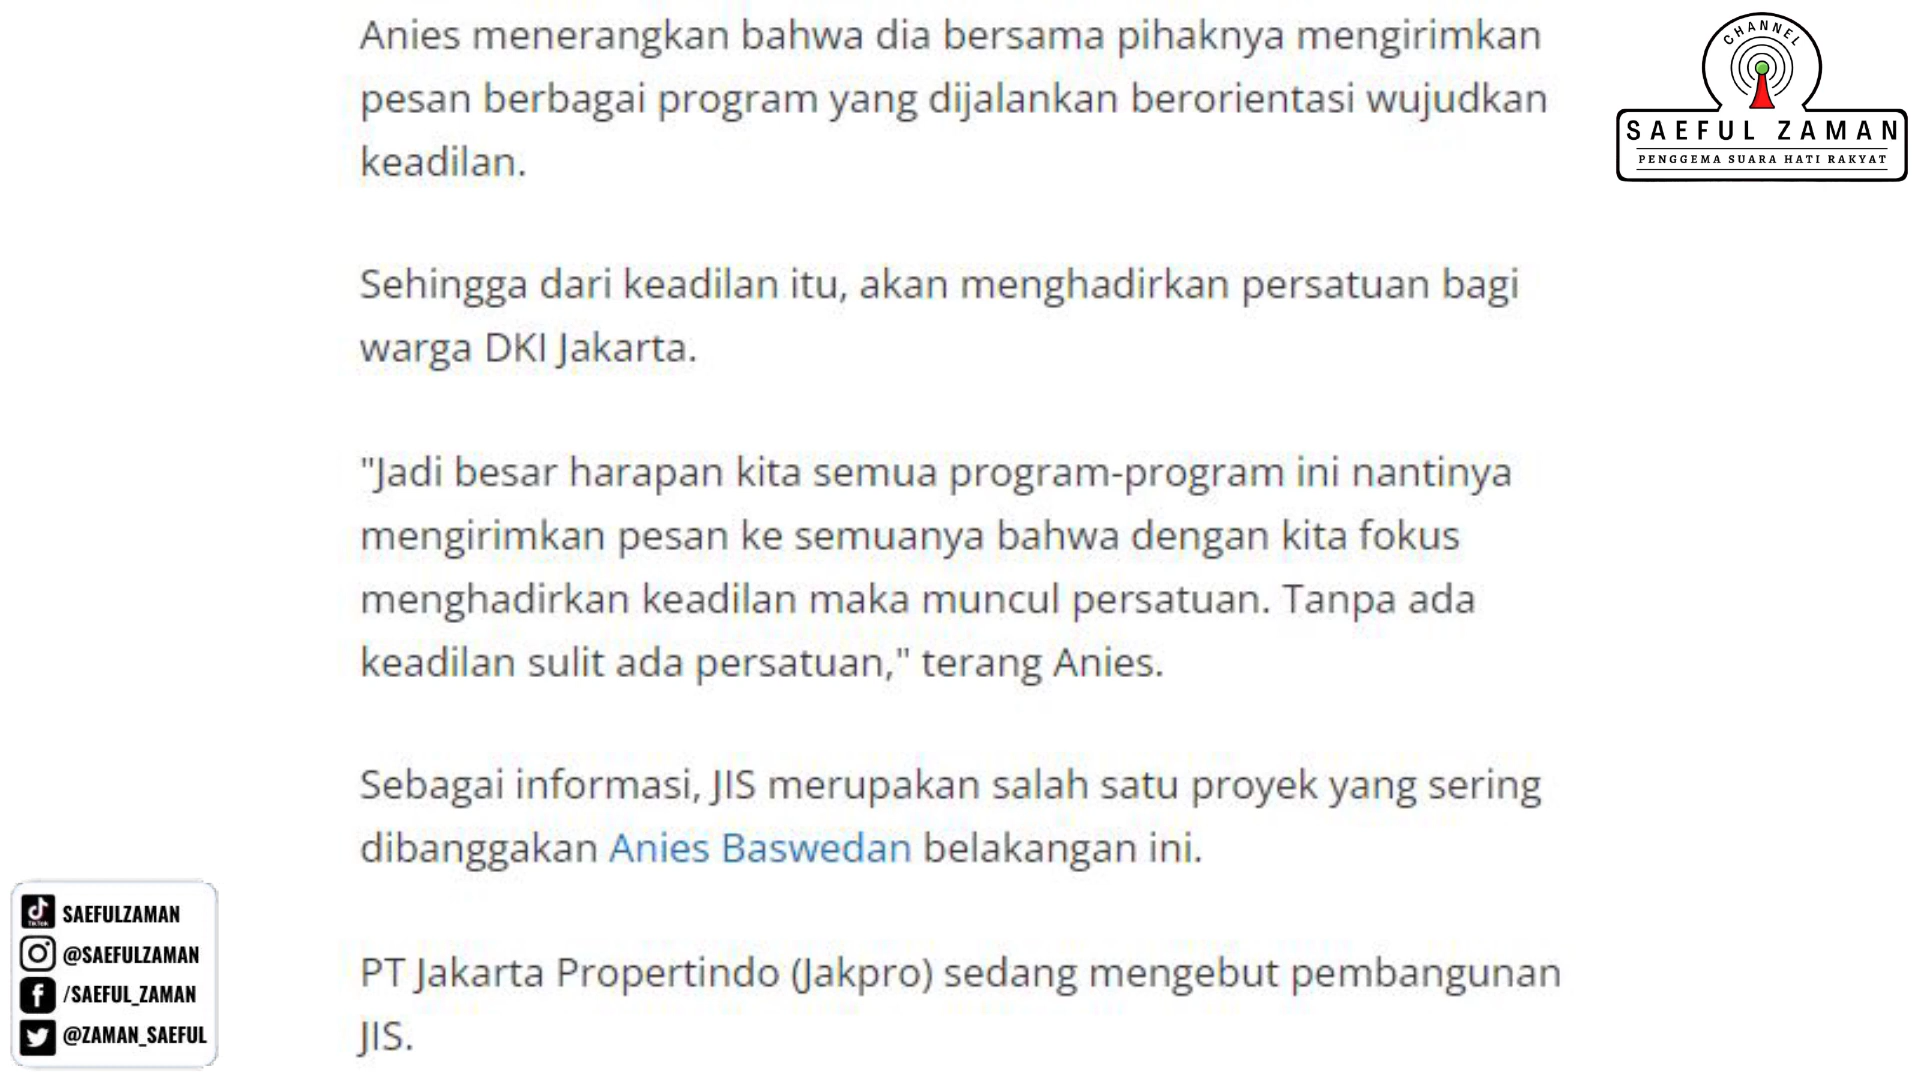 Anies menerangkan bahwa dia bersama pihaknya mengirimkan
pesan berbagai program yang dijalankan berorientasi wujudkan
keadilan.
Sehingga dari keadilan itu, akan menghadirkan persatuan bagi
warga DKI Jakarta.
"Jadi besar harapan kita semua program-program ini nantinya
mengirimkan pesan ke semuanya bahwa dengan kita fokus
menghadirkan keadilan maka muncul persatuan. Tanpa ada
keadilan sulit ada persatuan," terang Anies.
Sebagai informasi, JIS merupakan salah satu proyek yang sering
dibanggakan Anies Baswedan belakangan ini.
PT Jakarta Propertindo (Jakpro) sedang mengebut pembangunan
JIS.
CHANNEL
SAEFUL ZAMAN
PENGGEMA SUARA HATI RAKYAT
TikTok
SAEFULZAMAN
@SAEFULZAMAN
/SAEFUL_ZAMAN
@ZAMAN_SAEFUL